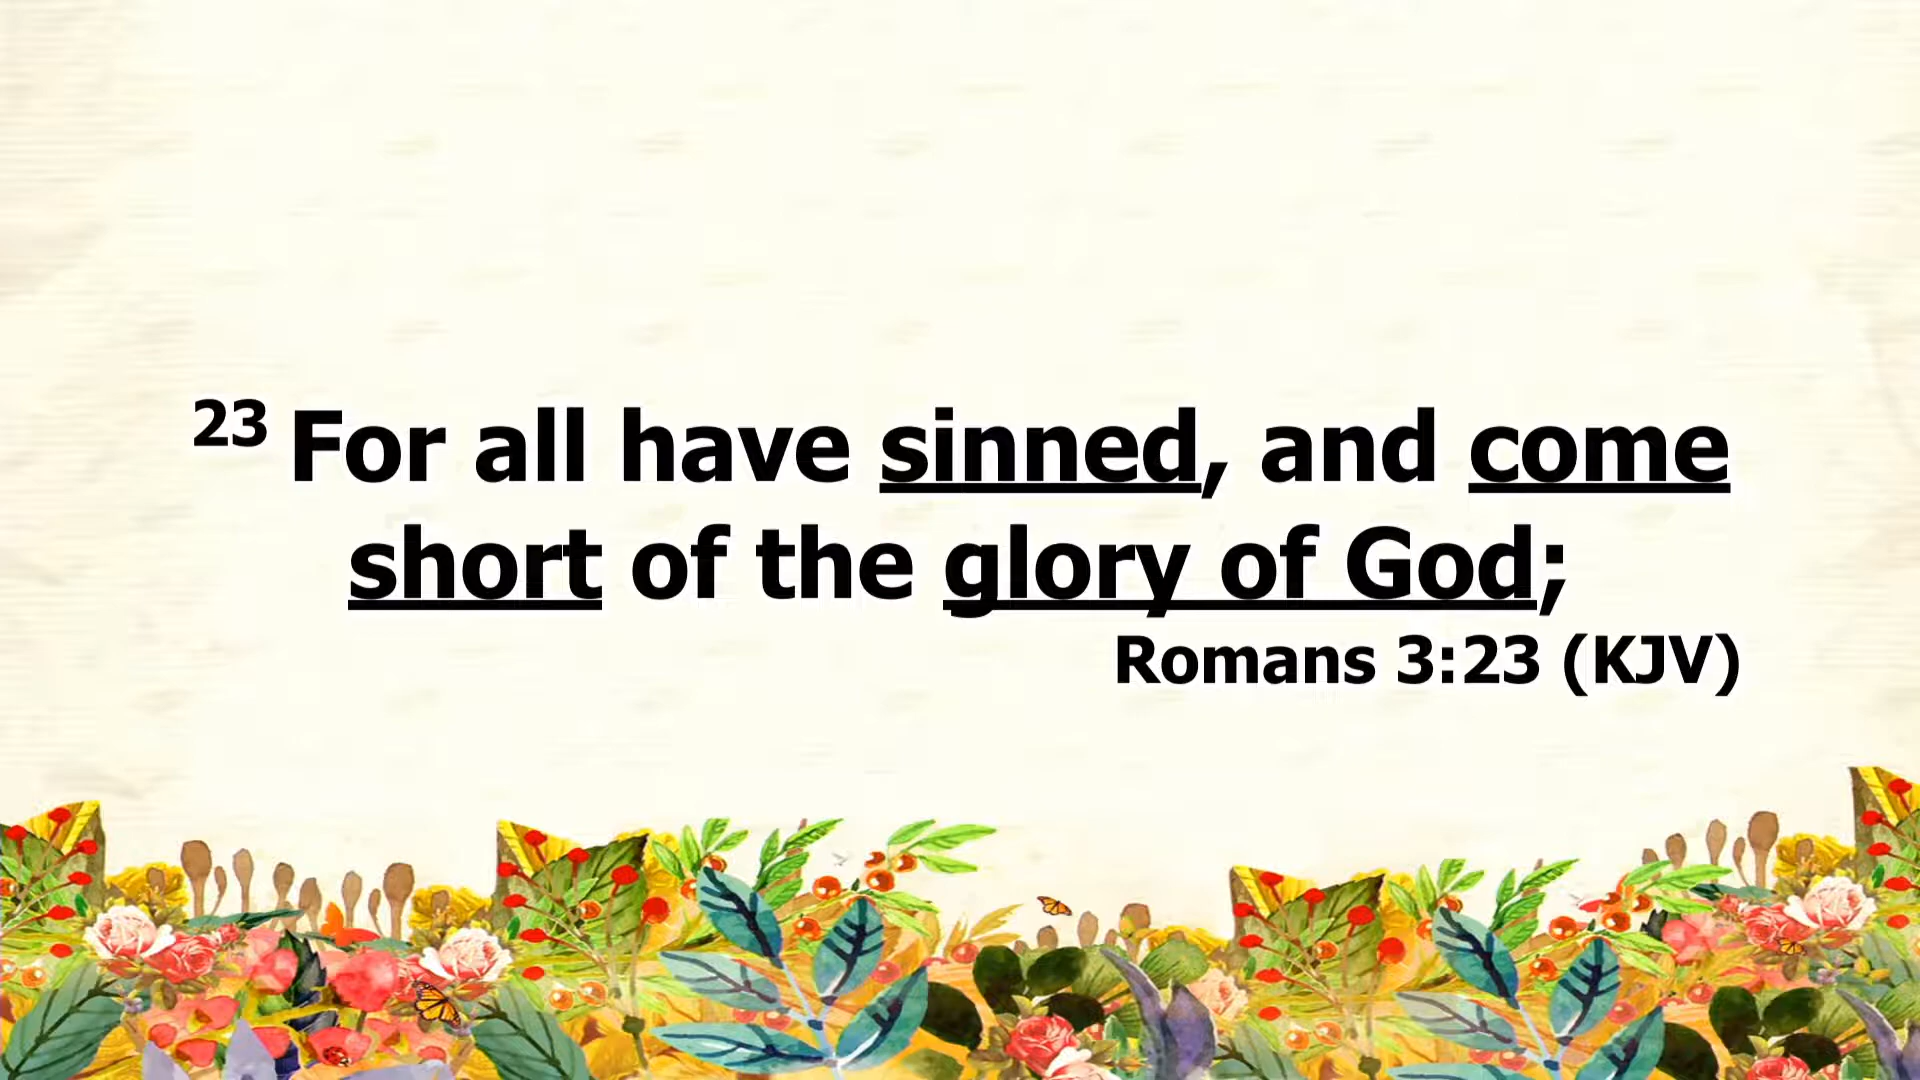 23 For all have sinned, and come
short of the glory of God;
Romans 3:23 (KJV)